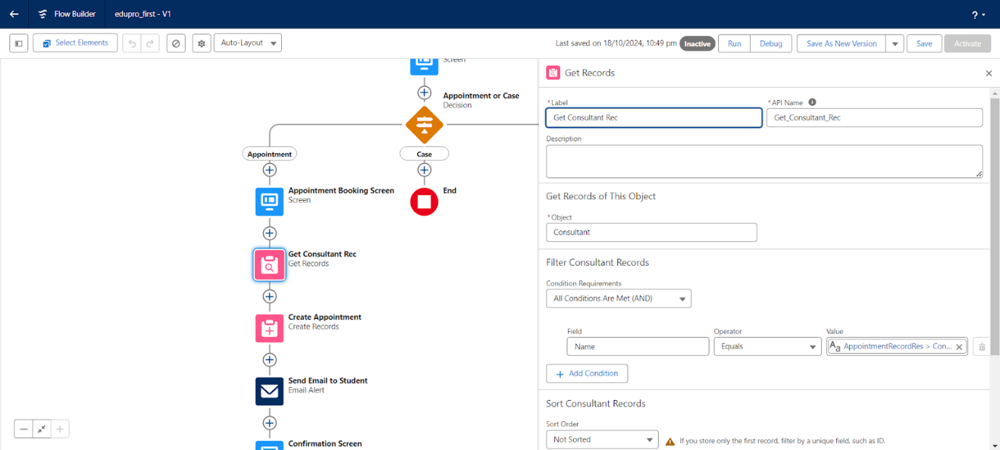 Flow Builder
edupro_first - V1
?
Select Elements
Auto-Layout
Last saved on 18/10/2024, 10:49 pm
Inactive
Run
Debug
Save As New Version
Save
Activate
Screen
Appointment or Case
Decision
Appointment
Case
Appointment Booking Screen
Screen
End
Get Consultant Rec
Get Records
Create Appointment
Create Records
Send Email to Student
Email Alert
Confirmation Screen
Get Records
*Label
*API Name
Get Consultant Rec
Get_Consultant_Rec
Description
Get Records of This Object
*Object
Consultant
Filter Consultant Records
Condition Requirements
All Conditions Are Met (AND)
Field
Operator
Value
Name
Equals
Aa AppointmentRecordRes > Con...
+ Add Condition
Sort Consultant Records
Sort Order
Not Sorted
If you store only the first record, filter by a unique field, such as ID.